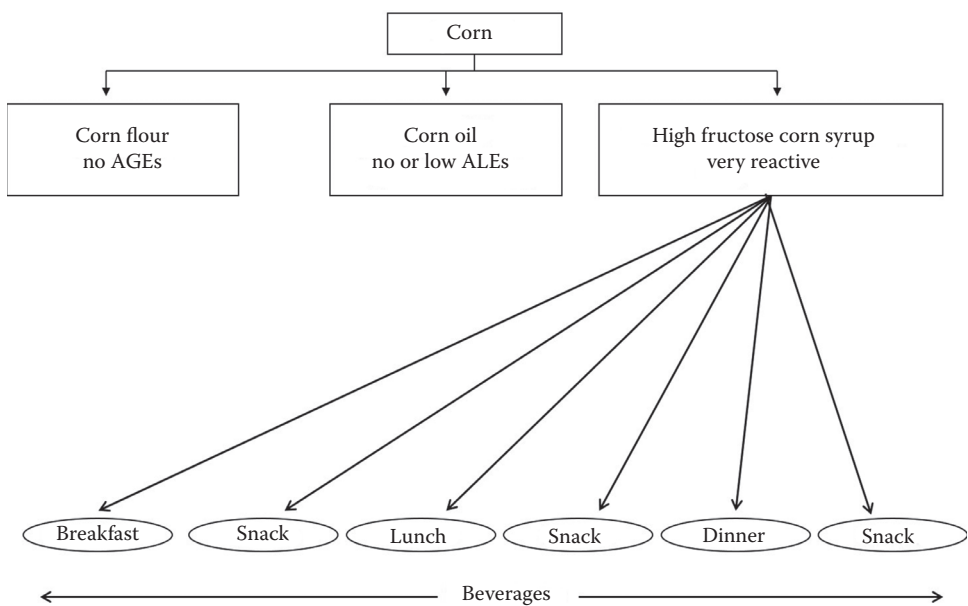 Corn
Corn flour
no AGEs
Corn oil
no or low ALEs
High fructose corn syrup
very reactive
Breakfast
Snack
Lunch
Snack
Dinner
Snack
Beverages